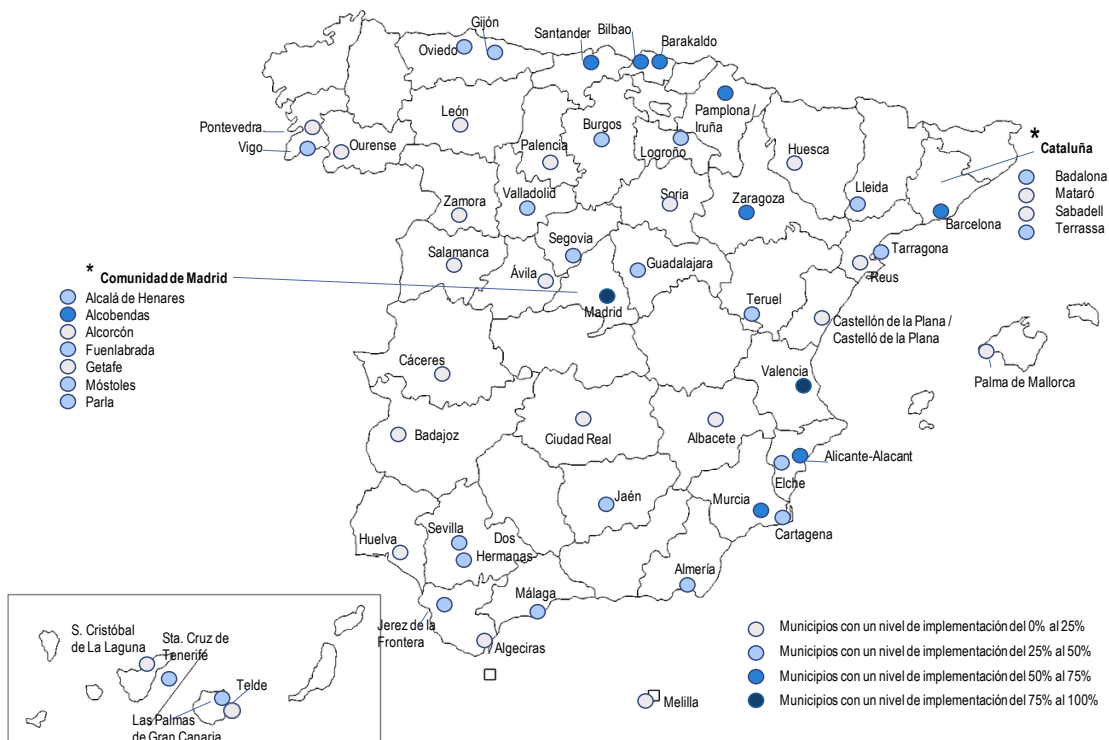 Gijón
Oviedo
Santander
Bilbao
Barakaldo
Pontevedra
Vigo
Ourense
León
Palencia
Burgos
Logroño
Pamplona /
Iruña
Huesca
*
Cataluña
Badalona
Mataró
Sabadell
Terrassa
Zamora
Valladolid
Soria
Zaragoza
Lleida
Barcelona
Tarragona
Reus
Salamanca
Segovia
Ávila
Guadalajara
* Comunidad de Madrid
Alcalá de Henares
Alcobendas
Alcorcón
Fuenlabrada
Getafe
Móstoles
Parla
Madrid
Teruel
Castellón de la Plana /
Castelló de la Plana
Palma de Mallorca
Cáceres
Valencia
Badajoz
Ciudad Real
Albacete
Alicante-Alacant
Elche
Murcia
Cartagena
Jaén
Huelva
Sevilla
Dos
Hermanas
Almería
Málaga
Jerez de la
Frontera
Algeciras
Melilla
S. Cristóbal
de La Laguna
Sta. Cruz de
Tenerife
Telde
Las Palmas
de Gran Canaria
Municipios con un nivel de implementación del 0% al 25%
Municipios con un nivel de implementación del 25% al 50%
Municipios con un nivel de implementación del 50% al 75%
Municipios con un nivel de implementación del 75% al 100%